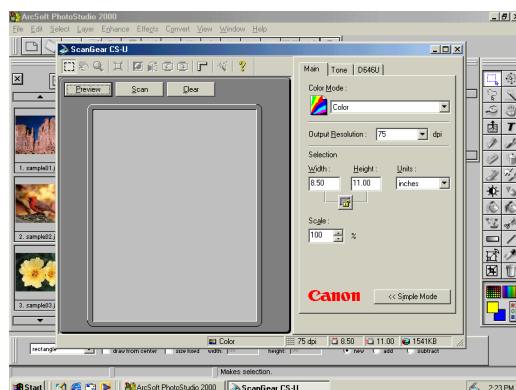 ArcSoft PhotoStudio 2000
File Edit Select Layer Enhance Effects Convert View Window Help
ScanGear CS-U
Main Tone D646U
Preview Scan Clear
Color Mode :
Color
Output Resolution : 75 dpi
Selection
Width : Height : Units :
8.50 11.00 inches
Scale :
100 %
Canon
<< Simple Mode
1. sample01.j
2. sample02.j
3. sample03.j
Color 75 dpi 8.50 11.00 1541KB
rectangle draw from center size fixed width: height: new add subtract
Makes selection.
Start ArcSoft PhotoStudio 2000 ScanGear CS-U 2:23 PM